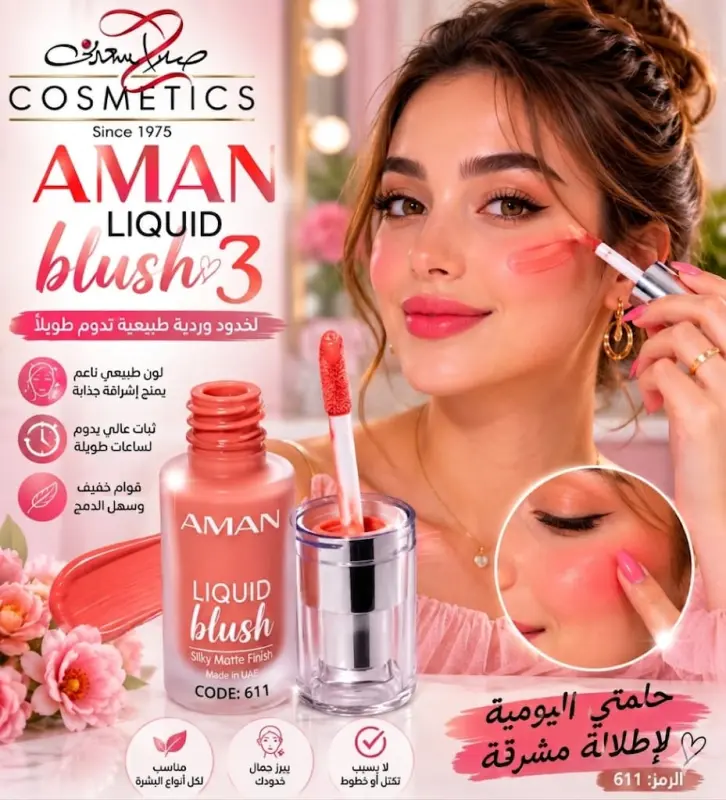 COSMETICS
Since 1975
AMAN
LIQUID
blush 3
لخدود وردية طبيعية تدوم طويلاً
لون طبيعي ناعم
يمنح إشراقة جذابة
ثبات عالي يدوم
لساعات طويلة
قوام خفيف
وسهل الدمج
AMAN
LIQUID
blush
Silky Matte Finish
Made in UAE
CODE: 611
مناسب
لكل أنواع البشرة
يبرز جمال
خدودك
لا يسبب
تكتل أو خطوط
حلمتي اليومية
لإطلالة مشرقة
الرمز: 611